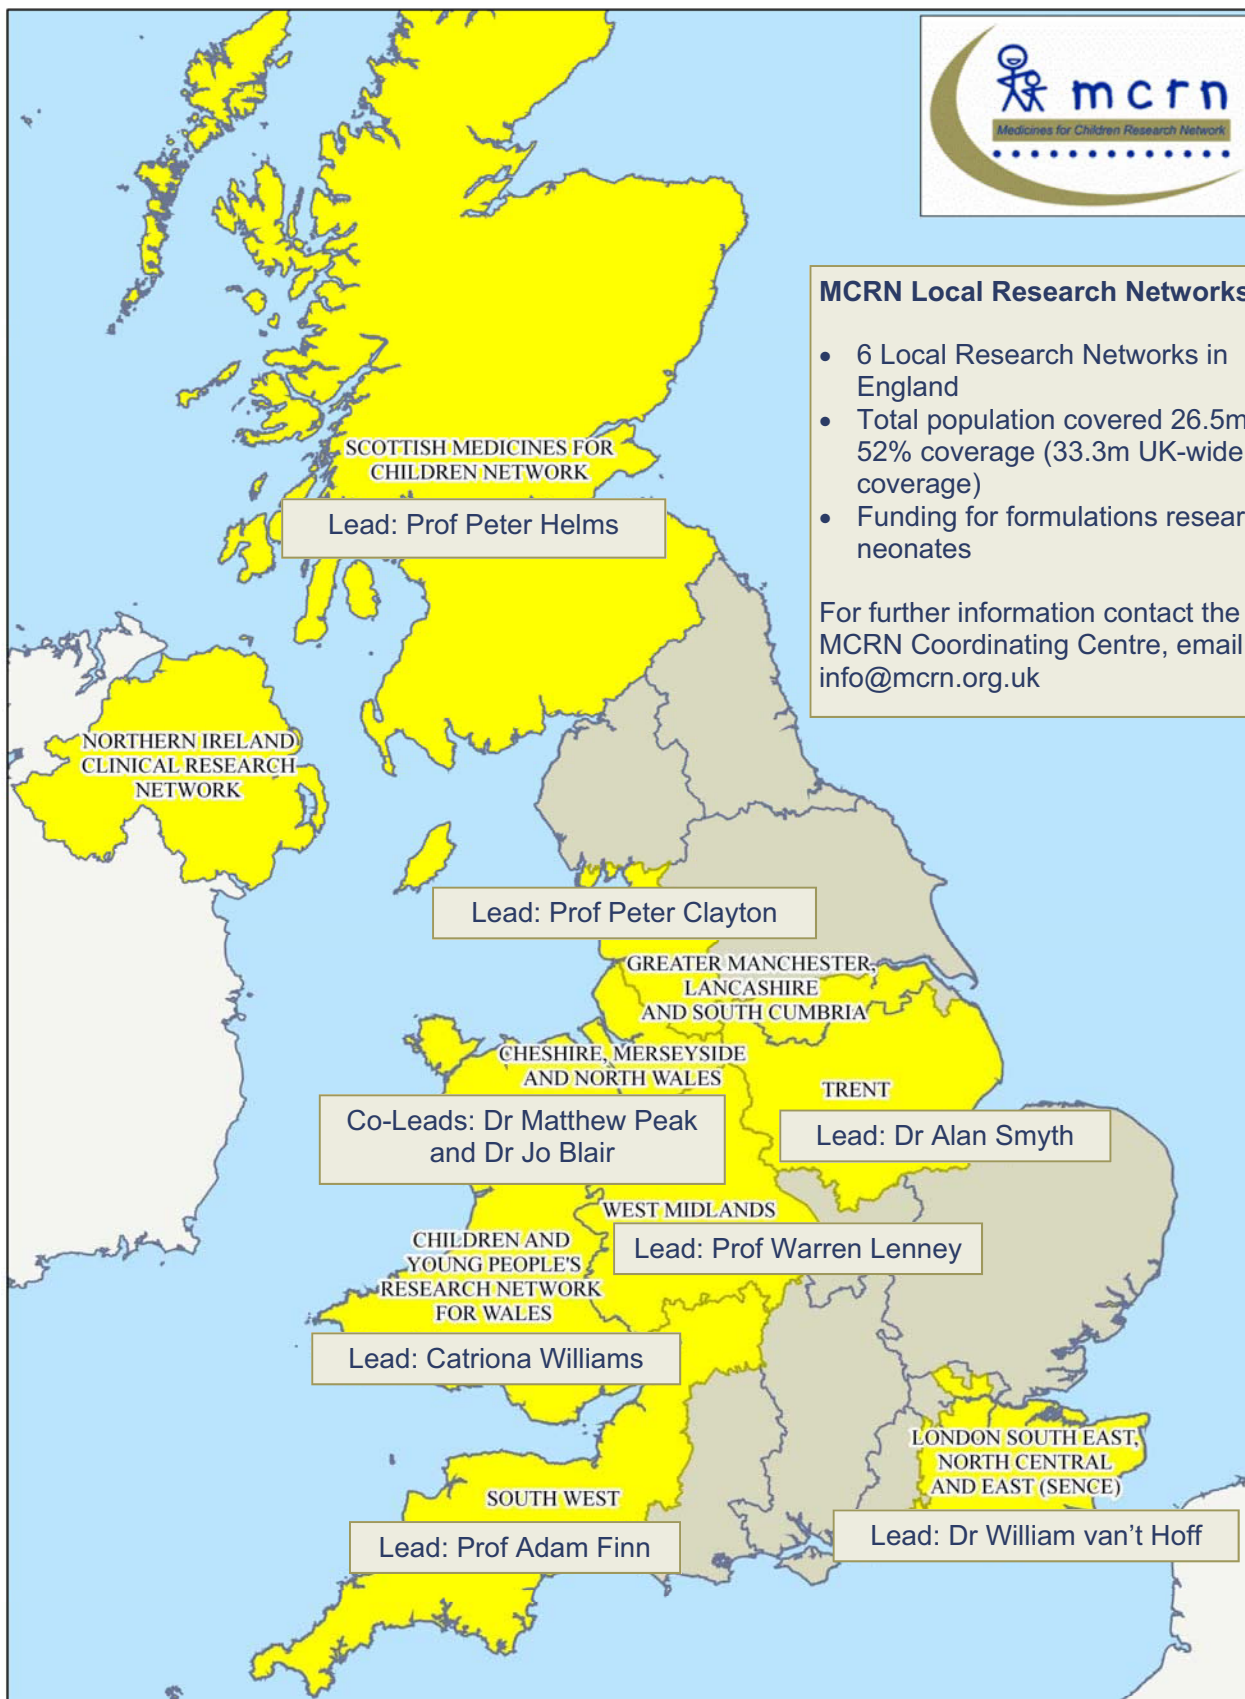 mcrn
Medicines for Children Research Network
MCRN Local Research Networks
• 6 Local Research Networks in
England
• Total population covered 26.5m
52% coverage (33.3m UK-wide
coverage)
• Funding for formulations resear
neonates
For further information contact the
MCRN Coordinating Centre, email
info@mcrn.org.uk
SCOTTISH MEDICINES FOR
CHILDREN NETWORK
Lead: Prof Peter Helms
NORTHERN IRELAND
CLINICAL RESEARCH
NETWORK
Lead: Prof Peter Clayton
GREATER MANCHESTER,
LANCASHIRE
AND SOUTH CUMBRIA
CHESHIRE, MERSEYSIDE
AND NORTH WALES
Co-Leads: Dr Matthew Peak
and Dr Jo Blair
TRENT
Lead: Dr Alan Smyth
WEST MIDLANDS
Lead: Prof Warren Lenney
CHILDREN AND
YOUNG PEOPLE'S
RESEARCH NETWORK
FOR WALES
Lead: Catriona Williams
LONDON SOUTH EAST,
NORTH CENTRAL
AND EAST (SENCE)
Lead: Dr William van’t Hoff
SOUTH WEST
Lead: Prof Adam Finn